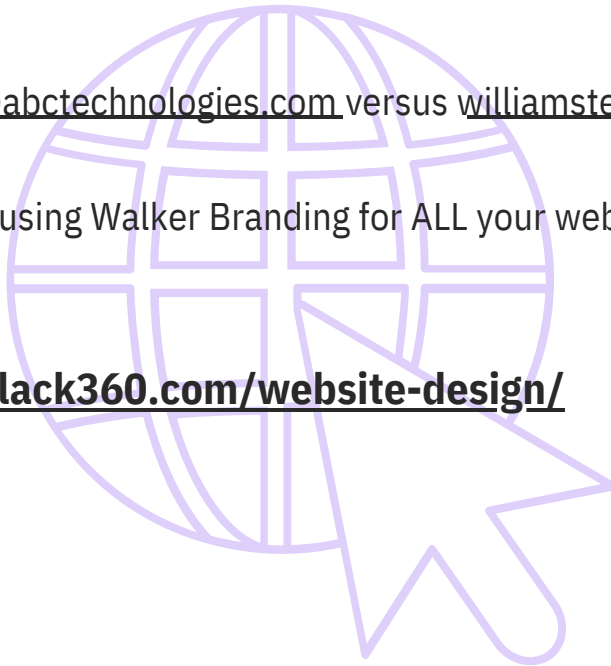 abctechnologies.com versus williamste
using Walker Branding for ALL your web
lack360.com/website-design/